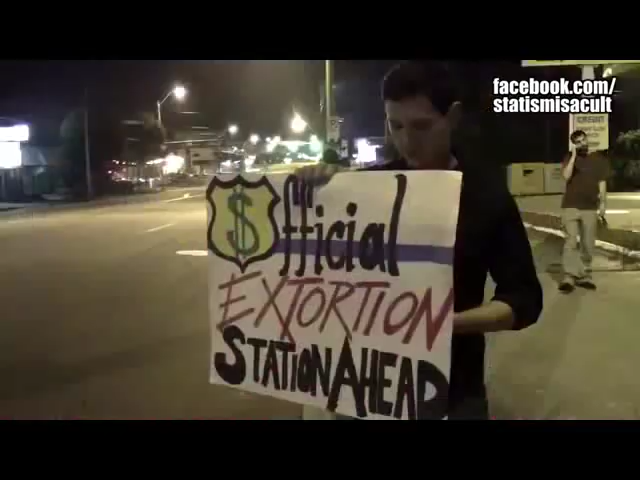 facebook.com/
statismisacult
CREDIT
$fficial
EXTORTION
STATION AHEAD